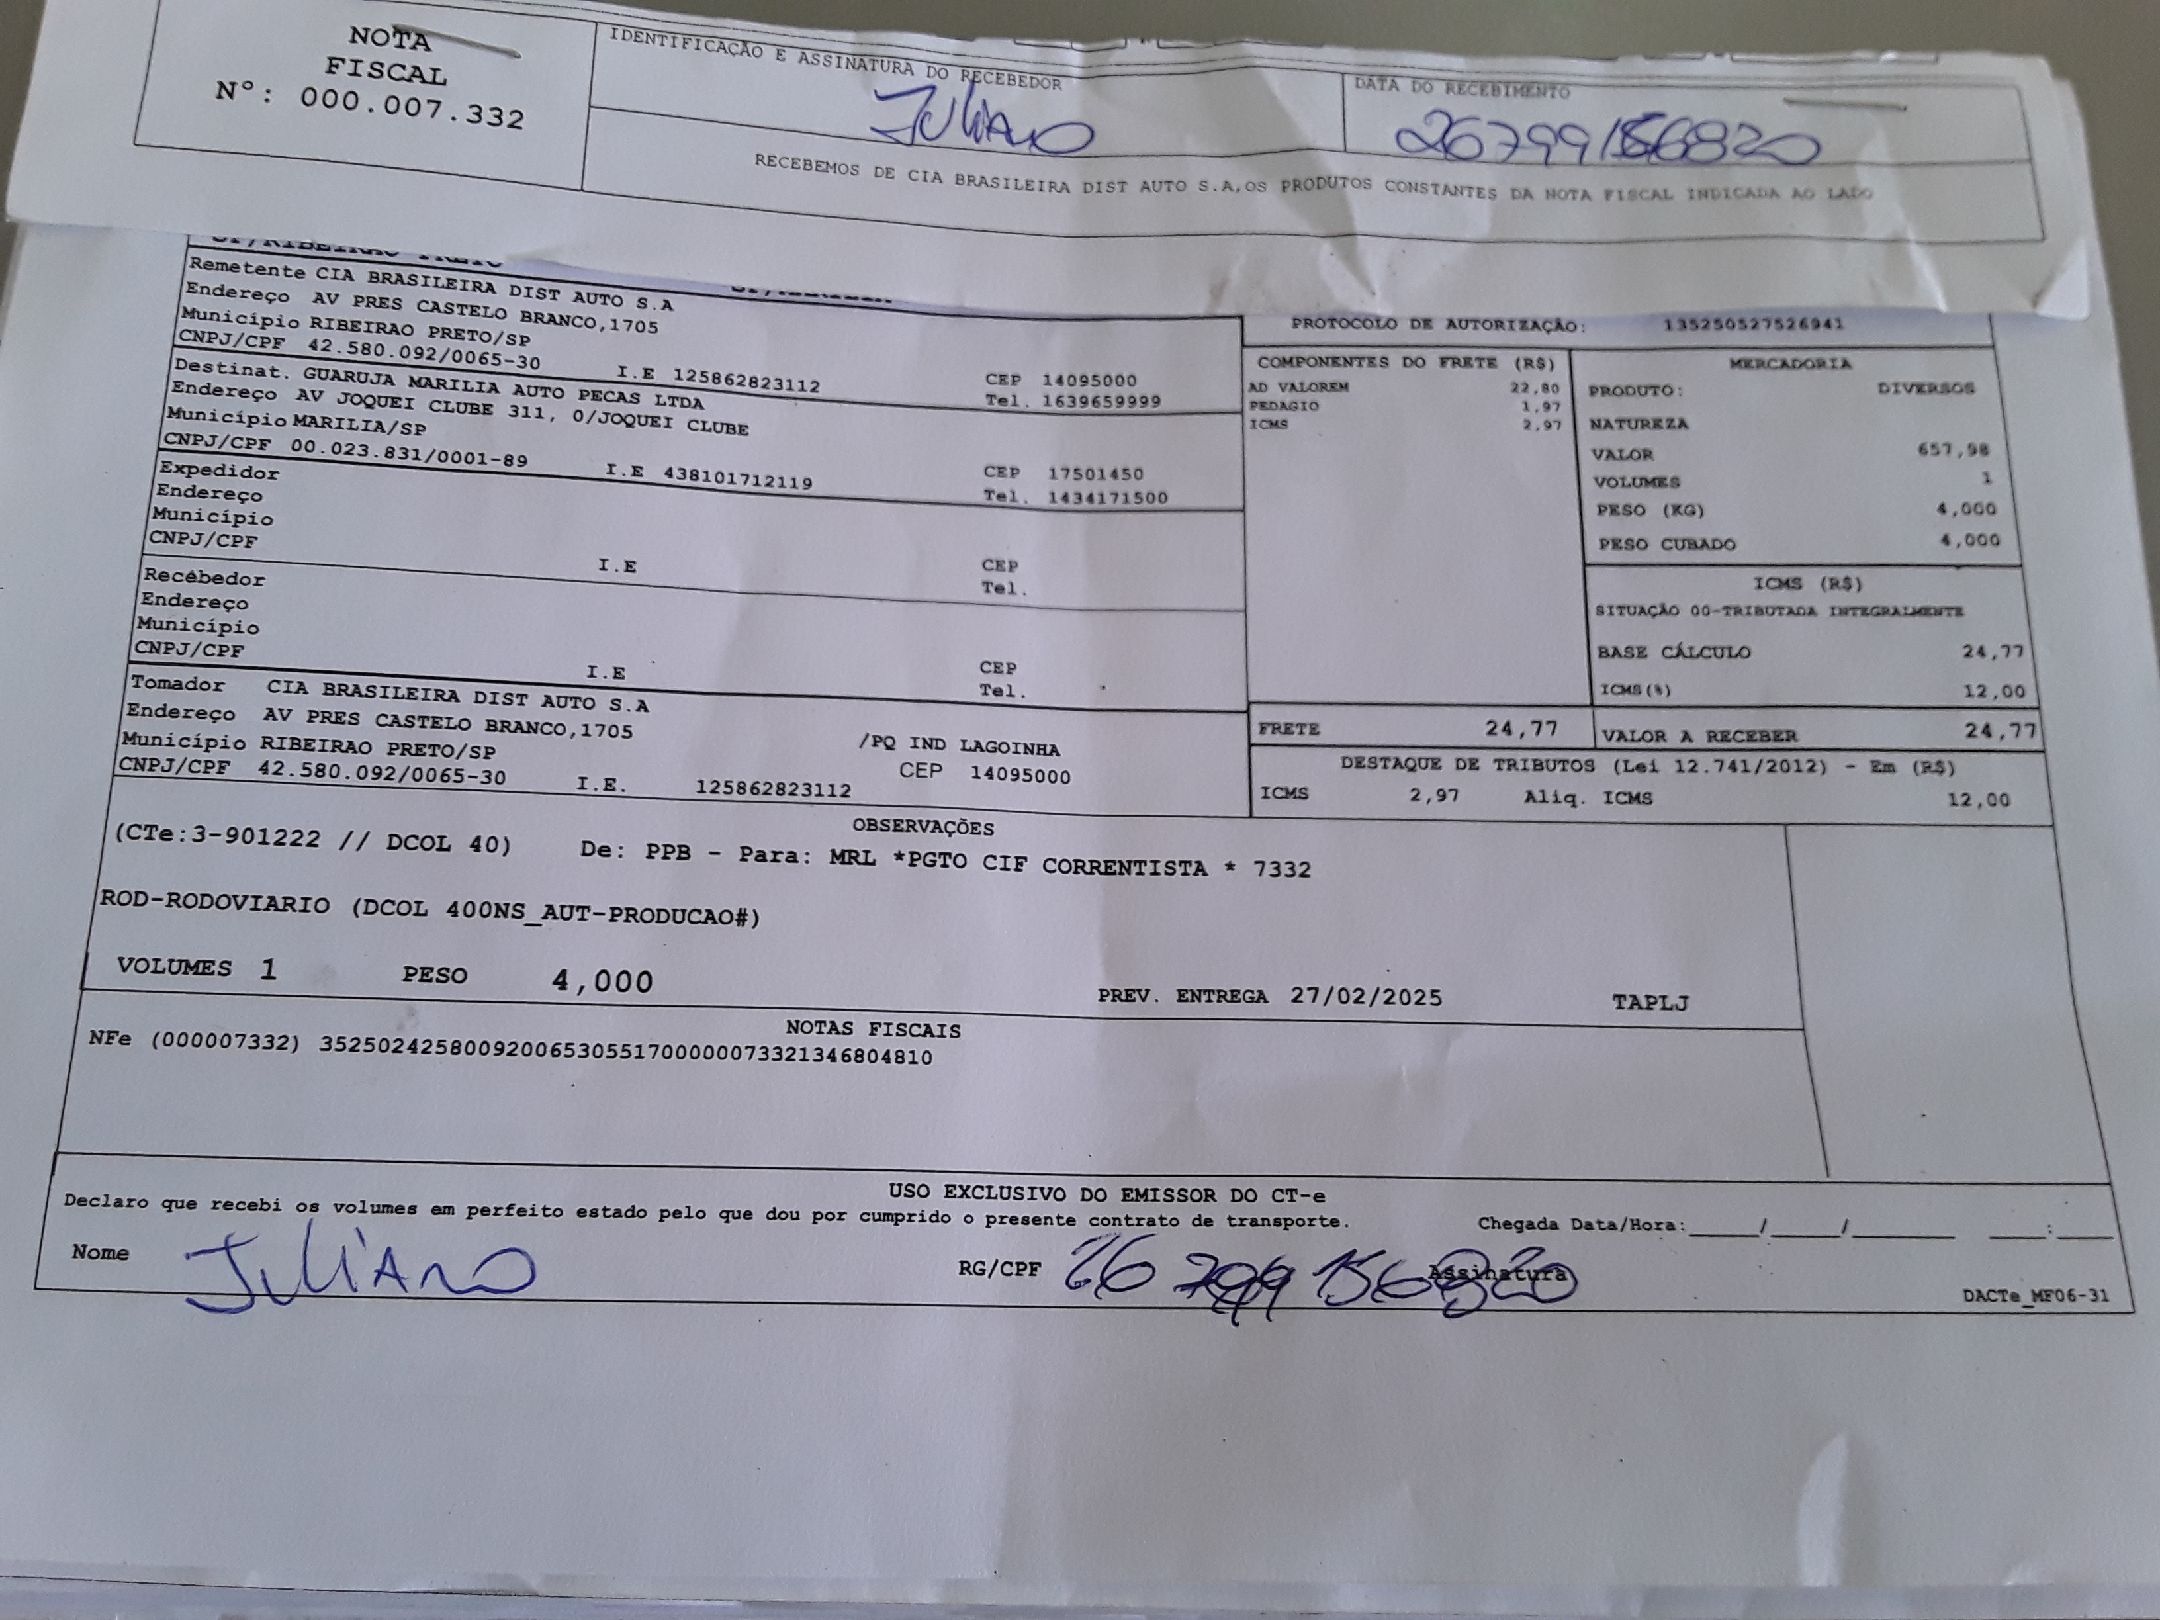 NOTA
FISCAL
N°: 000.007.332
IDENTIFICAÇÃO E ASSINATURA DO RECEBEDOR
Juliano
DATA DO RECEBIMENTO
26799156820
RECEBEMOS DE CIA BRASILEIRA DIST AUTO S.A,OS PRODUTOS CONSTANTES DA NOTA FISCAL INDICADA AO LADO
Remetente CIA BRASILEIRA DIST AUTO S.A
Endereço AV PRES CASTELO BRANCO,1705
Município RIBEIRAO PRETO/SP
CNPJ/CPF 42.580.092/0065-30 I.E 125862823112
CEP 14095000
Tel. 1639659999
Destinat. GUARUJA MARILIA AUTO PECAS LTDA
Endereço AV JOQUEI CLUBE 311, 0/JOQUEI CLUBE
Município MARILIA/SP
CNPJ/CPF 00.023.831/0001-89 I.E 438101712119
CEP 17501450
Tel. 1434171500
Expedidor
Endereço
Município
CNPJ/CPF
I.E
CEP
Tel.
Recebedor
Endereço
Município
CNPJ/CPF
I.E
CEP
Tel.
Tomador CIA BRASILEIRA DIST AUTO S.A
Endereço AV PRES CASTELO BRANCO,1705 /PQ IND LAGOINHA
Município RIBEIRAO PRETO/SP CEP 14095000
CNPJ/CPF 42.580.092/0065-30 I.E. 125862823112
PROTOCOLO DE AUTORIZAÇÃO: 135250527526941
COMPONENTES DO FRETE (R$)
AD VALOREM 22,80
PEDAGIO 1,97
ICMS 2,97
MERCADORIA
PRODUTO: DIVERSOS
NATUREZA
VALOR 657,98
VOLUMES 1
PESO (KG) 4,000
PESO CUBADO 4,000
ICMS (R$)
SITUAÇÃO 00-TRIBUTADA INTEGRALMENTE
BASE CÁLCULO 24,77
ICMS(%) 12,00
FRETE 24,77
VALOR A RECEBER 24,77
DESTAQUE DE TRIBUTOS (Lei 12.741/2012) - Em (R$)
ICMS 2,97 Aliq. ICMS 12,00
OBSERVAÇÕES
(CTe:3-901222 // DCOL 40) De: PPB - Para: MRL *PGTO CIF CORRENTISTA * 7332
ROD-RODOVIARIO (DCOL 400NS_AUT-PRODUCAO#)
VOLUMES 1 PESO 4,000 PREV. ENTREGA 27/02/2025 TAPLJ
NOTAS FISCAIS
NFe (000007332) 35250242580092006530551700000073321346804810
USO EXCLUSIVO DO EMISSOR DO CT-e
Declaro que recebi os volumes em perfeito estado pelo que dou por cumprido o presente contrato de transporte.
Chegada Data/Hora:____/____/______ ___:___
Nome Juliano RG/CPF 26799156820 Assinatura
DACTe_MF06-31